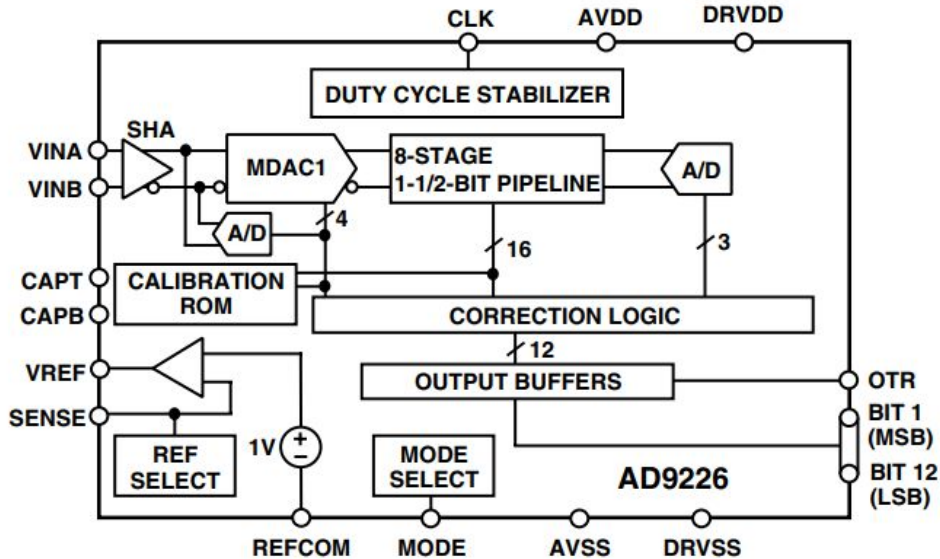 CLK
AVDD
DRVDD
DUTY CYCLE STABILIZER
SHA
VINA
VINB
MDAC1
8-STAGE
1-1/2-BIT PIPELINE
A/D
A/D
4
16
3
CAPT
CAPB
CALIBRATION
ROM
CORRECTION LOGIC
12
VREF
OUTPUT BUFFERS
OTR
SENSE
BIT 1
(MSB)
REF
SELECT
1V
+
−
MODE
SELECT
AD9226
BIT 12
(LSB)
REFCOM
MODE
AVSS
DRVSS